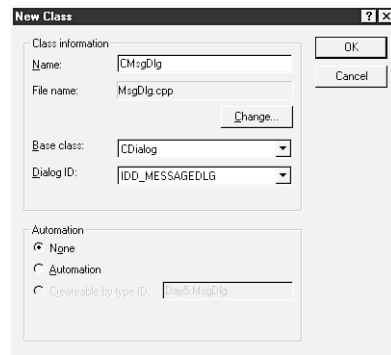 New Class
Class information
Name: CMsgDlg
File name: MsgDlg.cpp
Change...
Base class: CDialog
Dialog ID: IDD_MESSAGEDLG
Automation
None
Automation
Createable by type ID: Day5.MsgDlg
OK
Cancel